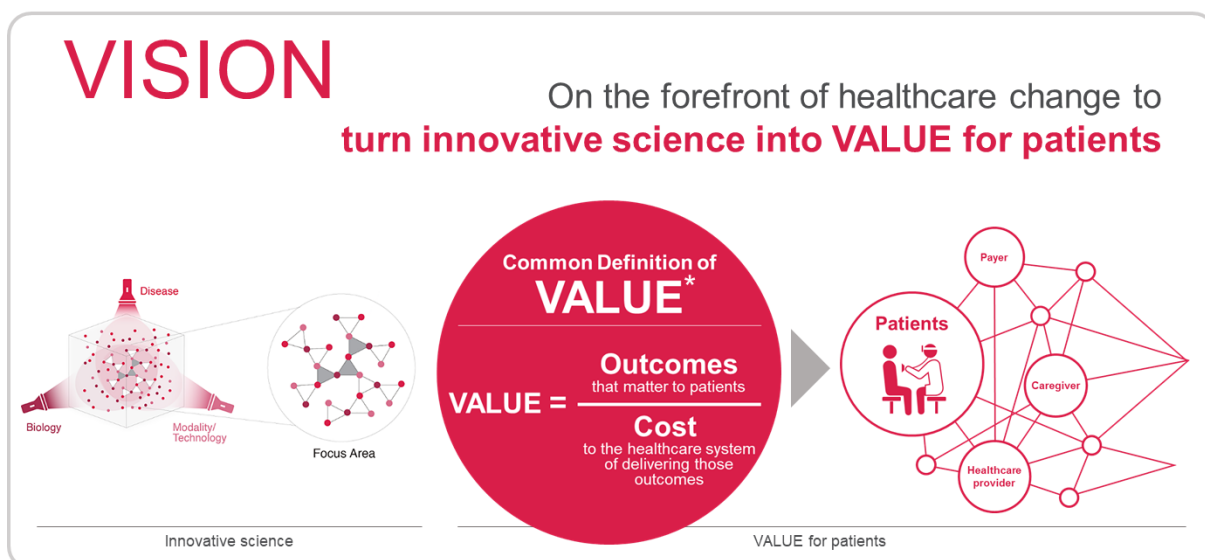 VISION
On the forefront of healthcare change to
turn innovative science into VALUE for patients
Disease
Biology
Modality/
Technology
Focus Area
Common Definition of
VALUE*
VALUE =
Outcomes
that matter to patients
Cost
to the healthcare system
of delivering those
outcomes
Payer
Patients
Caregiver
Healthcare
provider
Innovative science
VALUE for patients